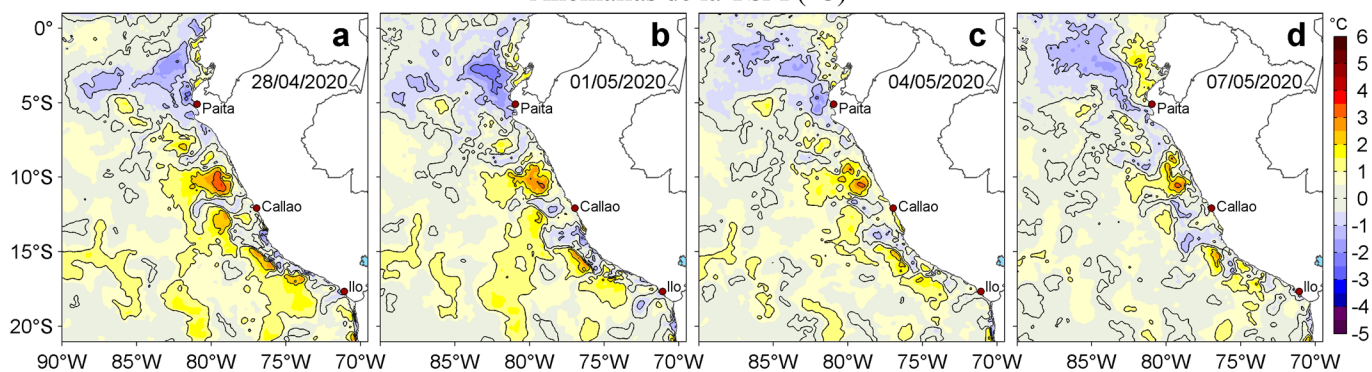 0°
5°S
10°S
15°S
20°S
a
28/04/2020
Paita
Callao
Ilo
b
01/05/2020
Paita
Callao
Ilo
c
04/05/2020
Paita
Callao
Ilo
d
07/05/2020
Paita
Callao
Ilo
°C
6
5
4
3
2
1
0
-1
-2
-3
-4
-5
90°W 85°W 80°W 75°W 70°W
85°W 80°W 75°W 70°W
85°W 80°W 75°W 70°W
85°W 80°W 75°W 70°W